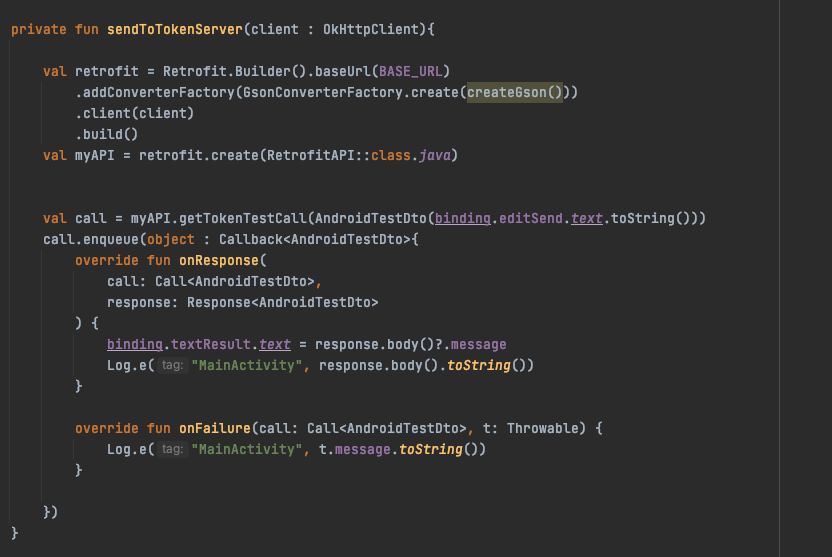 private fun sendToTokenServer(client : OkHttpClient){
val retrofit = Retrofit.Builder().baseUrl(BASE_URL)
.addConverterFactory(GsonConverterFactory.create(createGson()))
.client(client)
.build()
val myAPI = retrofit.create(RetrofitAPI::class.java)
val call = myAPI.getTokenTestCall(AndroidTestDto(binding.editSend.text.toString()))
call.enqueue(object : Callback<AndroidTestDto>{
override fun onResponse(
call: Call<AndroidTestDto>,
response: Response<AndroidTestDto>
) {
binding.textResult.text = response.body()?.message
Log.e( tag: "MainActivity", response.body().toString())
}
override fun onFailure(call: Call<AndroidTestDto>, t: Throwable) {
Log.e( tag: "MainActivity", t.message.toString())
}
})
}